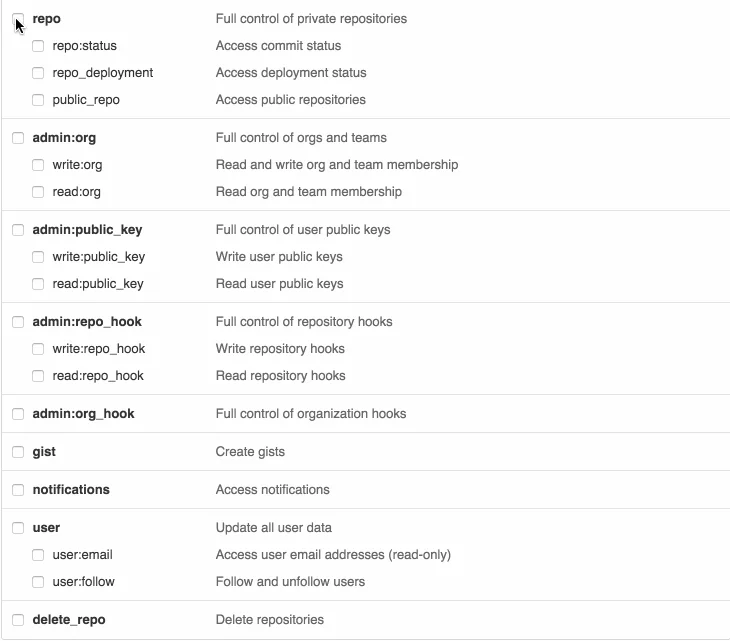 repo Full control of private repositories
repo:status Access commit status
repo_deployment Access deployment status
public_repo Access public repositories
admin:org Full control of orgs and teams
write:org Read and write org and team membership
read:org Read org and team membership
admin:public_key Full control of user public keys
write:public_key Write user public keys
read:public_key Read user public keys
admin:repo_hook Full control of repository hooks
write:repo_hook Write repository hooks
read:repo_hook Read repository hooks
admin:org_hook Full control of organization hooks
gist Create gists
notifications Access notifications
user Update all user data
user:email Access user email addresses (read-only)
user:follow Follow and unfollow users
delete_repo Delete repositories